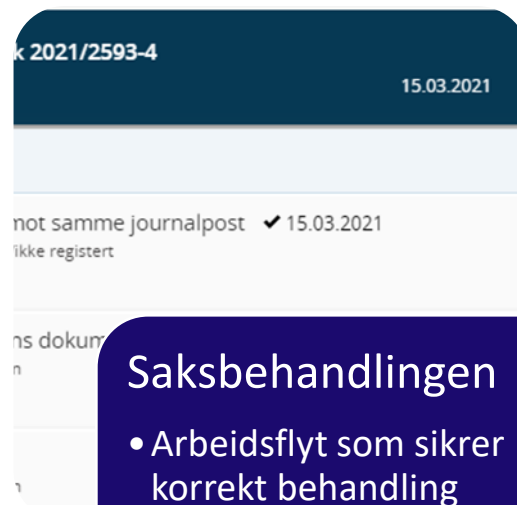 k 2021/2593-4
15.03.2021
mot samme journalpost ✔ 15.03.2021
ikke registert
ns dokum
n
Saksbehandlingen
• Arbeidsflyt som sikrer
korrekt behandling